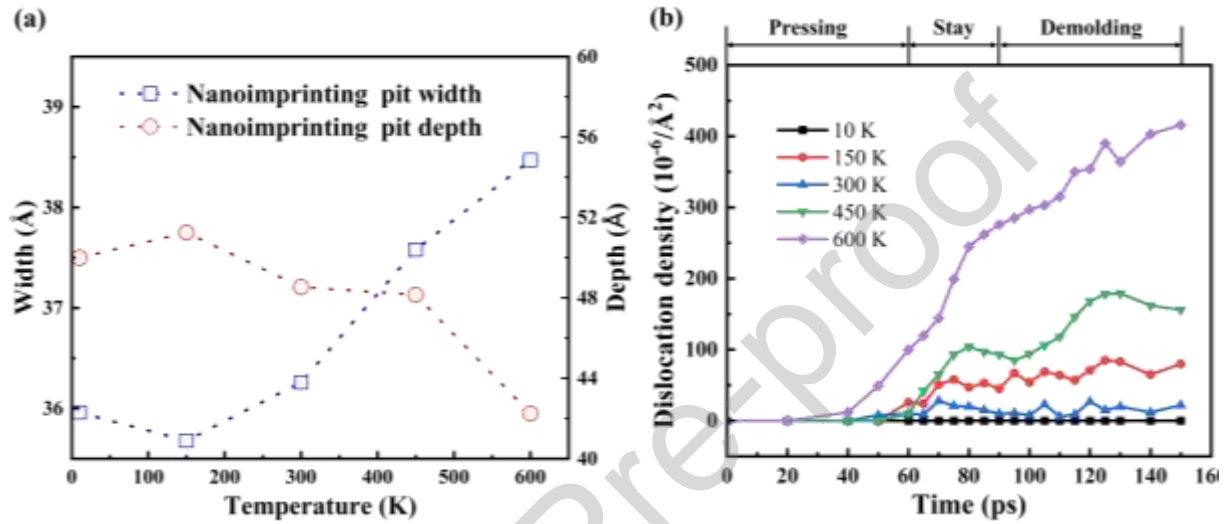 (a)
60
39
Nanoimprinting pit width
Nanoimprinting pit depth
56
38
52
37
48
36
44
40
0 100 200 300 400 500 600
Width (Å)
Depth (Å)
Temperature (K)
(b)
Pressing Stay Demolding
500
400
300
200
100
0
10 K
150 K
300 K
450 K
600 K
0 20 40 60 80 100 120 140 160
Dislocation density (10⁻⁶/Å²)
Time (ps)
Pre-proof